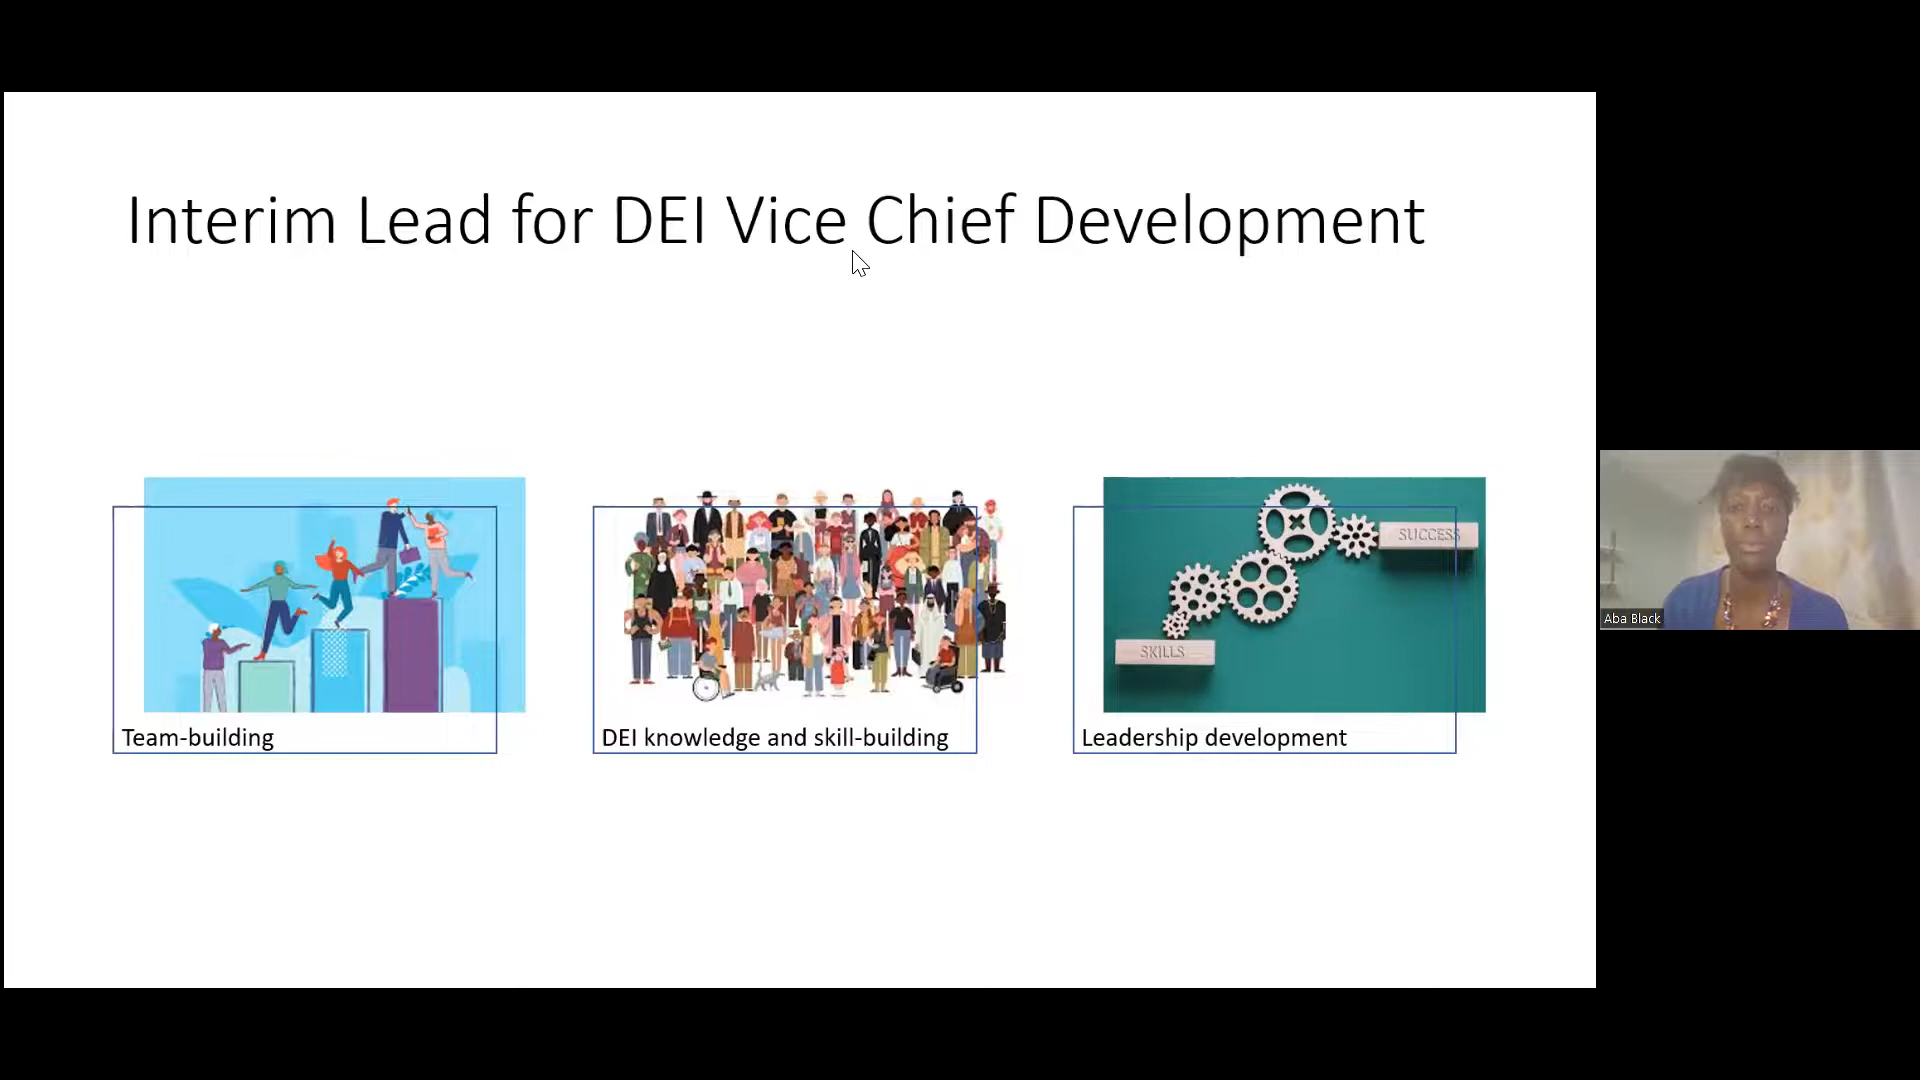 Interim Lead for DEI Vice Chief Development
SUCCESS
SKILLS
Team-building
DEI knowledge and skill-building
Leadership development
Aba Black